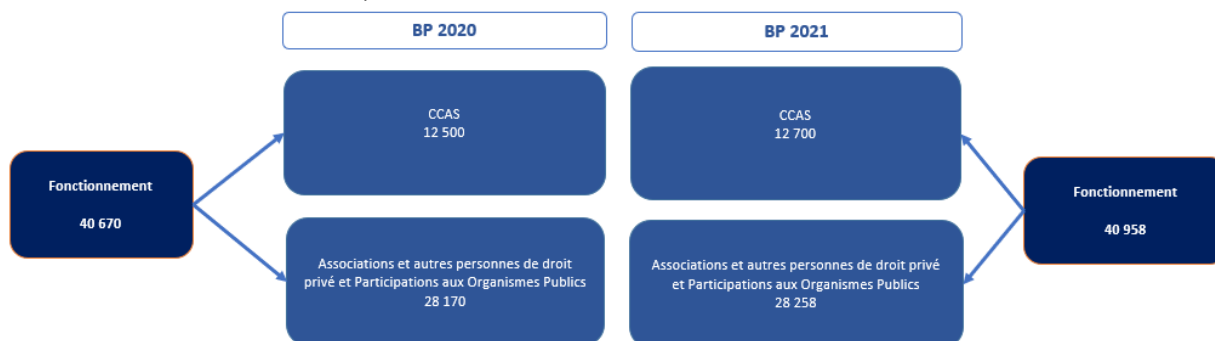 BP 2020
BP 2021
Fonctionnement
40 670
CCAS
12 500
Associations et autres personnes de droit
privé et Participations aux Organismes Publics
28 170
CCAS
12 700
Associations et autres personnes de droit privé
et Participations aux Organismes Publics
28 258
Fonctionnement
40 958